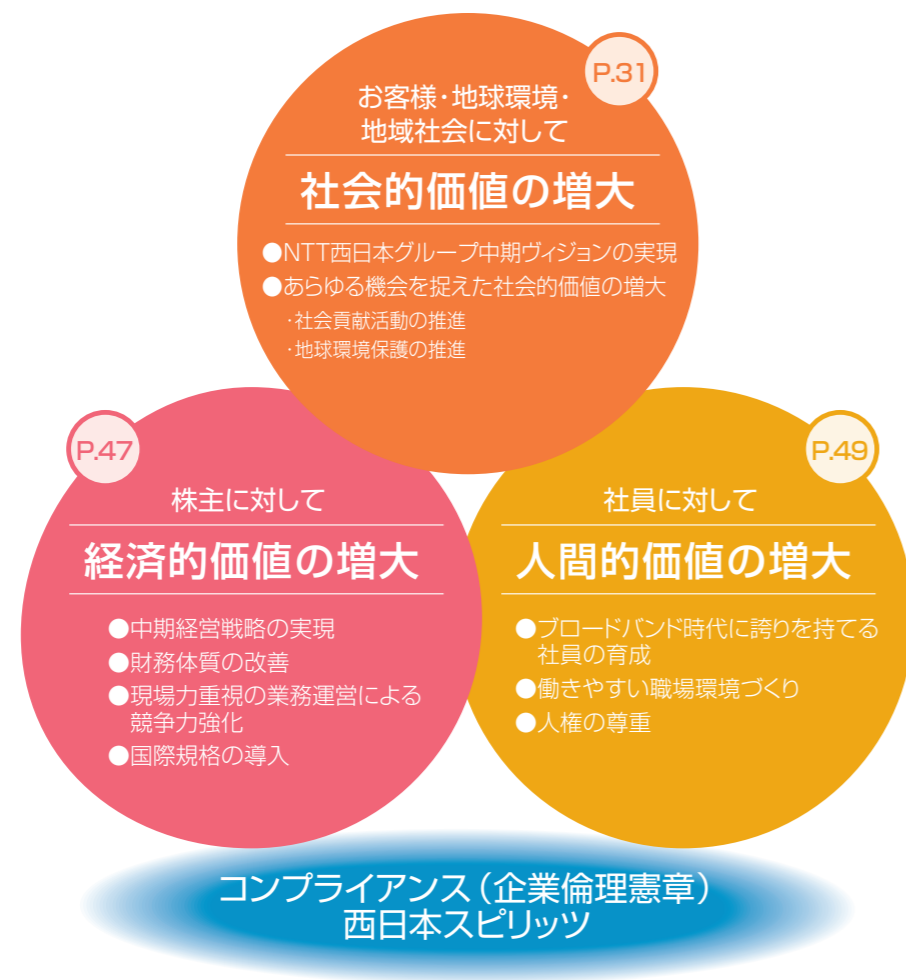 P.31
お客様・地球環境・
地域社会に対して
社会的価値の増大
●NTT西日本グループ中期ヴィジョンの実現
●あらゆる機会を捉えた社会的価値の増大
・社会貢献活動の推進
・地球環境保護の推進
P.47
株主に対して
経済的価値の増大
●中期経営戦略の実現
●財務体質の改善
●現場力重視の業務運営による
競争力強化
●国際規格の導入
P.49
社員に対して
人間的価値の増大
●ブロードバンド時代に誇りを持てる
社員の育成
●働きやすい職場環境づくり
●人権の尊重
コンプライアンス（企業倫理憲章）
西日本スピリッツ